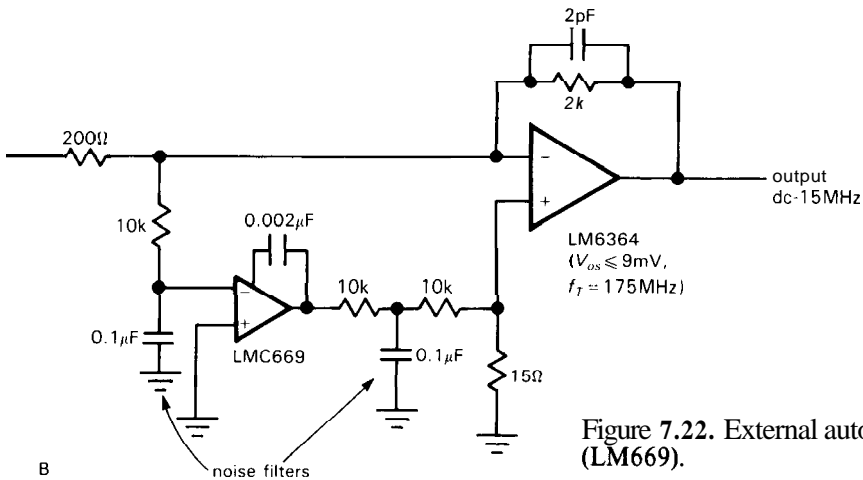 2pF
2k
200Ω
10k
0.002μF
−
+
output
dc-15MHz
LM6364
(Vos ⩽ 9mV,
fT = 175MHz)
−
+
10k
10k
0.1μF
LMC669
0.1μF
15Ω
Figure 7.22. External auto
(LM669).
B
noise filters